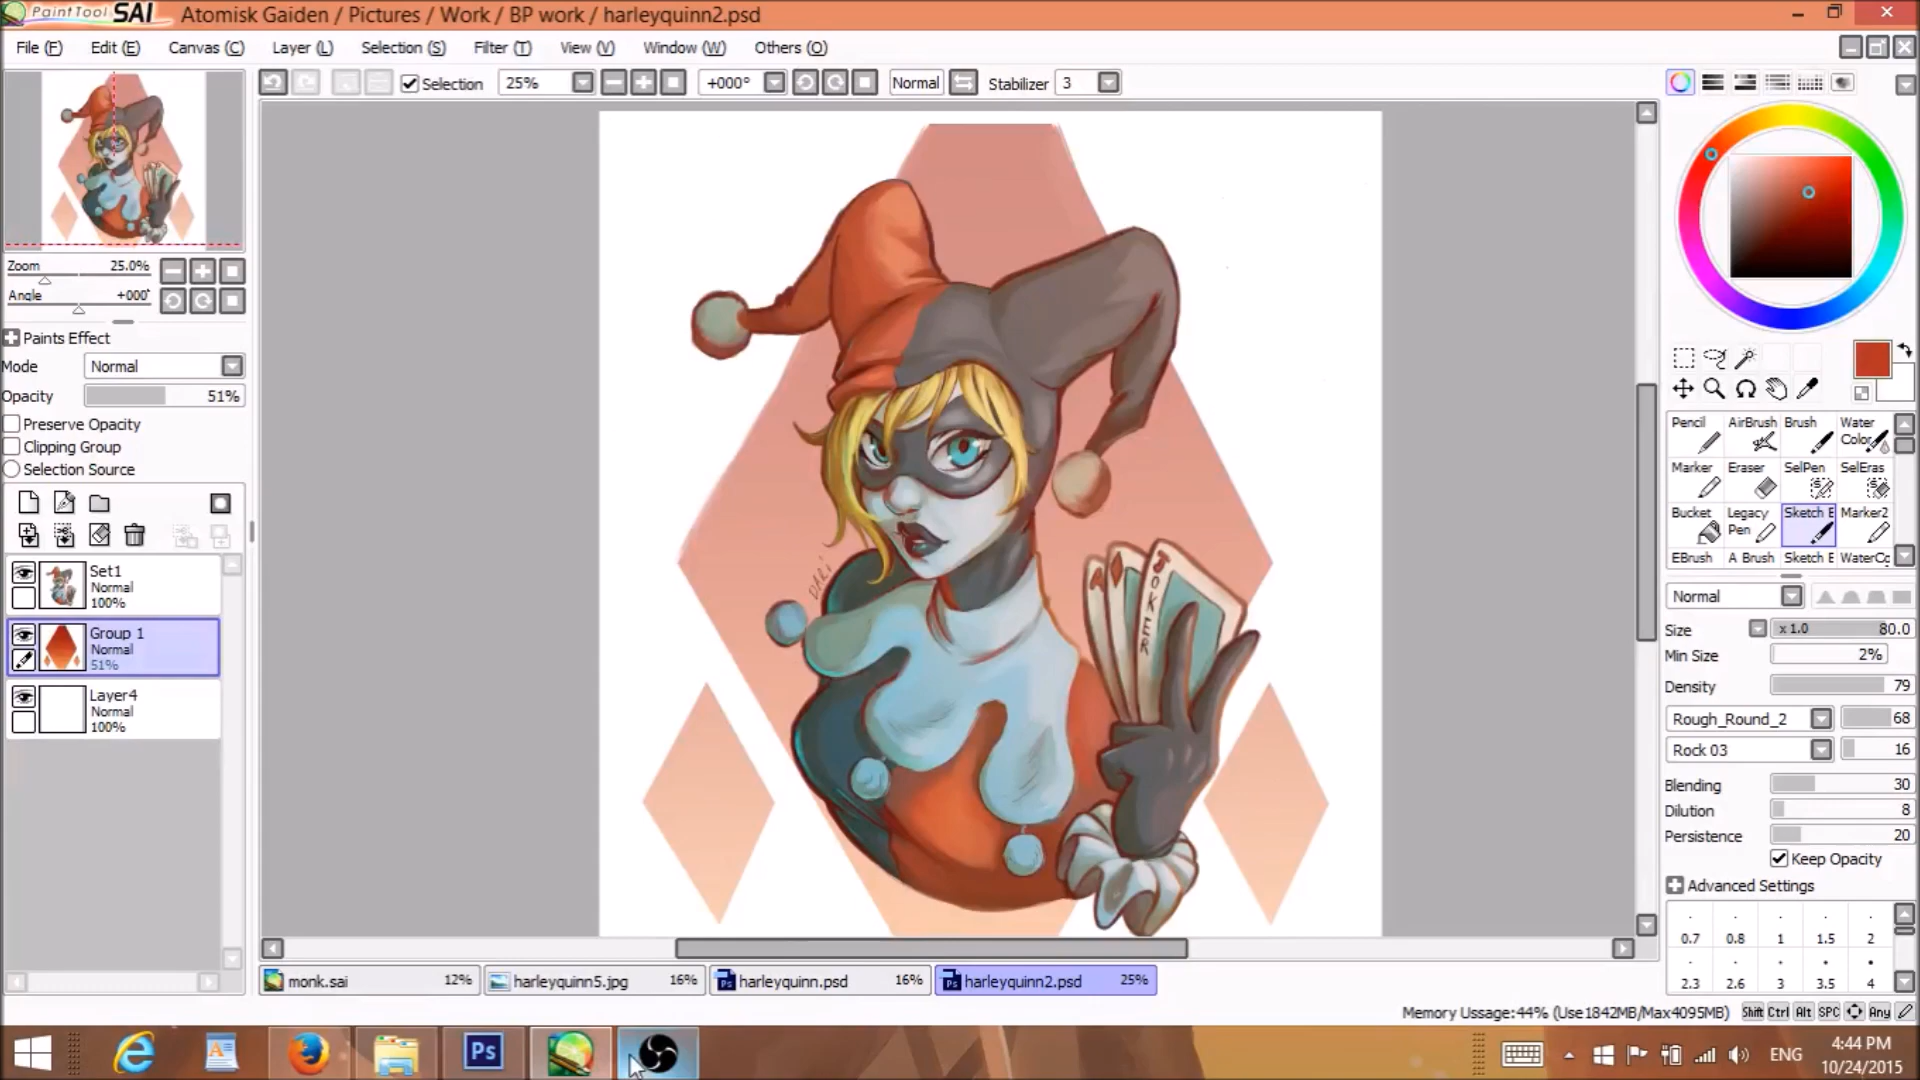 PaintTool SAI Atomisk Gaiden / Pictures / Work / BP work / harleyquinn2.psd
File (F) Edit (E) Canvas (C) Layer (L) Selection (S) Filter (T) View (V) Window (W) Others (O)
Selection 25% +000° Normal Stabilizer 3
Zoom 25.0%
Angle +000°
Paints Effect
Mode Normal
Opacity 51%
Preserve Opacity
Clipping Group
Selection Source
Set1
Normal
100%
Group 1
Normal
51%
Layer4
Normal
100%
DARI
A
JOKER
Pencil AirBrush Brush Water Color
Marker Eraser SelPen SelEras
Bucket Legacy Pen Sketch E Marker2
EBrush A Brush Sketch E WaterCo
Normal
Size x 1.0 80.0
Min Size 2%
Density 79
Rough_Round_2 68
Rock 03 16
Blending 30
Dilution 8
Persistence 20
Keep Opacity
Advanced Settings
0.7 0.8 1 1.5 2
2.3 2.6 3 3.5 4
monk.sai 12% harleyquinn5.jpg 16% harleyquinn.psd 16% harleyquinn2.psd 25%
Memory Ussage:44% (Use1842MB/Max4095MB) Shift Ctrl Alt SPC Any
Ps
ENG
4:44 PM
10/24/2015